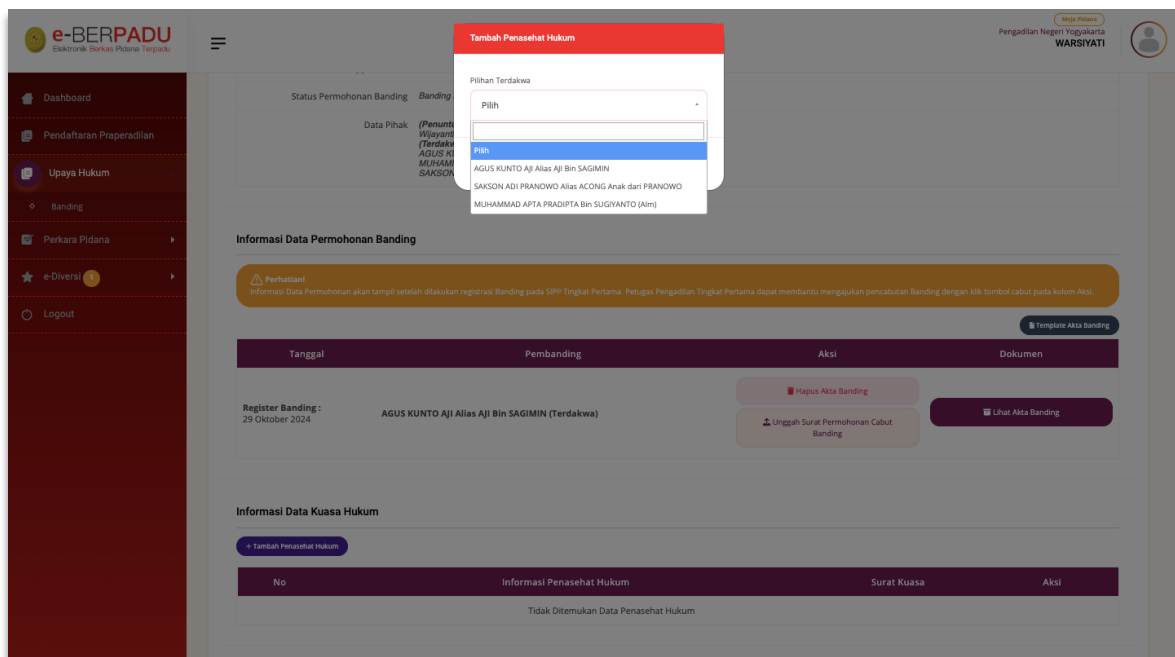 e-BERPADU
Elektronik Berkas Pidana Terpadu
Meja Pidana
Pengadilan Negeri Yogyakarta
WARSIYATI
Dashboard
Pendaftaran Praperadilan
Upaya Hukum
Banding
Perkara Pidana
e-Diversi 1
Logout
Tambah Penasehat Hukum
Pilihan Terdakwa
Pilih
Pilih
AGUS KUNTO AJI Alias AJI Bin SAGIMIN
SAKSON ADI PRANOWO Alias ACONG Anak dari PRANOWO
MUHAMMAD APTA PRADIPTA Bin SUGIYANTO (Alm)
Status Permohonan Banding Banding
Data Pihak (Penunt
Wijayant
(Terdakw
AGUS K
MUHAM
SAKSON
Informasi Data Permohonan Banding
Perhatian!
Informasi Data Permohonan akan tampil setelah dilakukan registrasi Banding pada SIPP Tingkat Pertama. Petugas Pengadilan Tingkat Pertama dapat membantu mengajukan pencabutan Banding dengan klik tombol cabut pada kolom Aksi.
Template Akta Banding
Tanggal Pembanding Aksi Dokumen
Register Banding :
29 Oktober 2024
AGUS KUNTO AJI Alias AJI Bin SAGIMIN (Terdakwa)
Hapus Akta Banding
Unggah Surat Permohonan Cabut
Banding
Lihat Akta Banding
Informasi Data Kuasa Hukum
+ Tambah Penasehat Hukum
No Informasi Penasehat Hukum Surat Kuasa Aksi
Tidak Ditemukan Data Penasehat Hukum